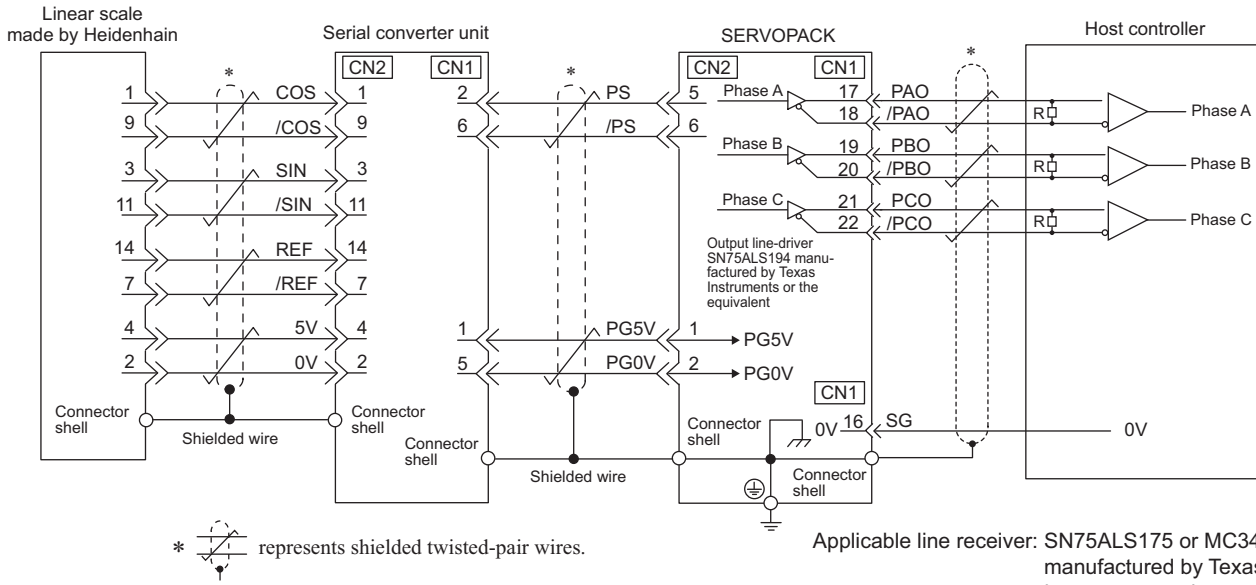 Linear scale
made by Heidenhain
Serial converter unit
SERVOPACK
Host controller
CN2
CN1
CN2
CN1
*
*
*
1
COS
1
9
/COS
9
3
SIN
3
11
/SIN
11
14
REF
14
7
/REF
7
4
5V
4
2
0V
2
Connector
shell
Shielded wire
Connector
shell
2
PS
5
6
/PS
6
1
PG5V
1
PG5V
5
PG0V
2
PG0V
Connector
shell
Shielded wire
Connector
shell
Phase A
17
PAO
18
/PAO
R
Phase A
Phase B
19
PBO
20
/PBO
R
Phase B
Phase C
21
PCO
22
/PCO
R
Phase C
Output line-driver
SN75ALS194 manu-
factured by Texas
Instruments or the
equivalent
CN1
0V
16
SG
0V
Connector
shell
* represents shielded twisted-pair wires.
Applicable line receiver: SN75ALS175 or MC34
manufactured by Texas